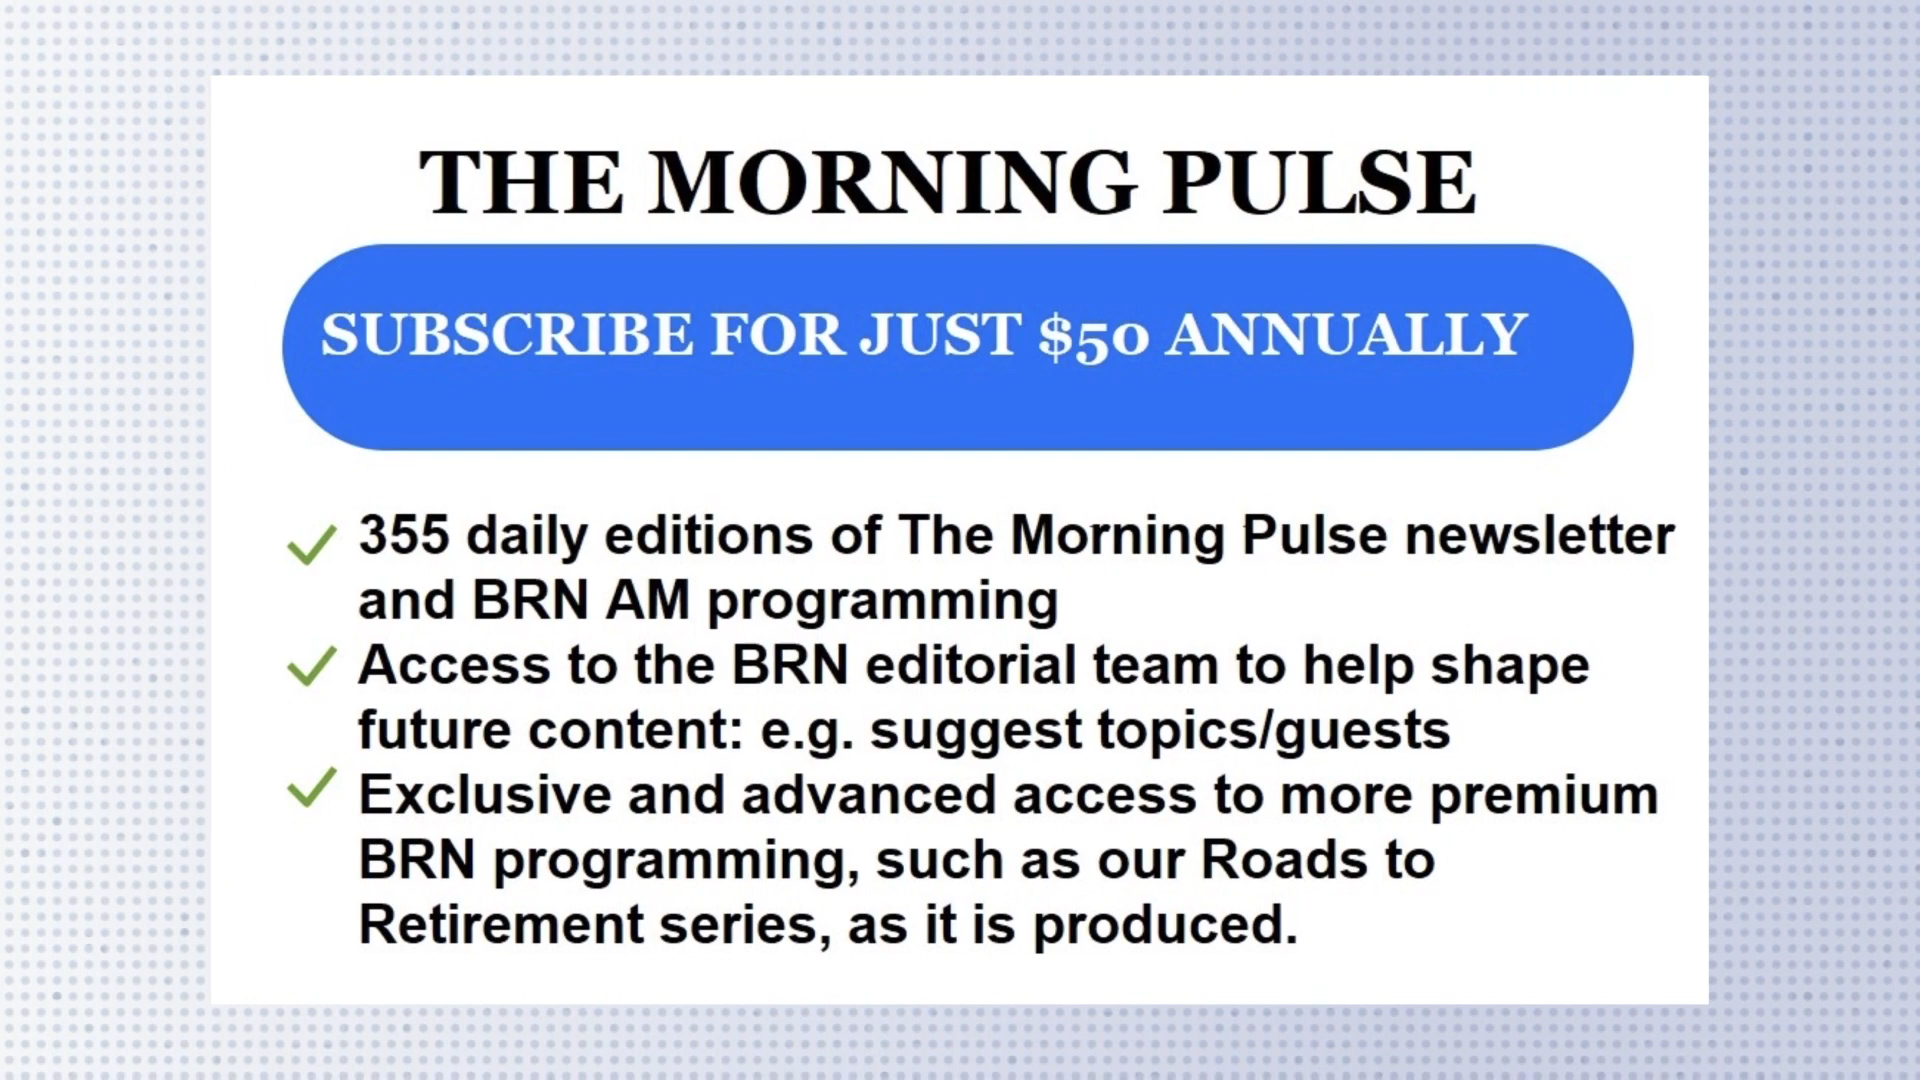 THE MORNING PULSE
SUBSCRIBE FOR JUST $50 ANNUALLY
355 daily editions of The Morning Pulse newsletter
and BRN AM programming
Access to the BRN editorial team to help shape
future content: e.g. suggest topics/guests
Exclusive and advanced access to more premium
BRN programming, such as our Roads to
Retirement series, as it is produced.